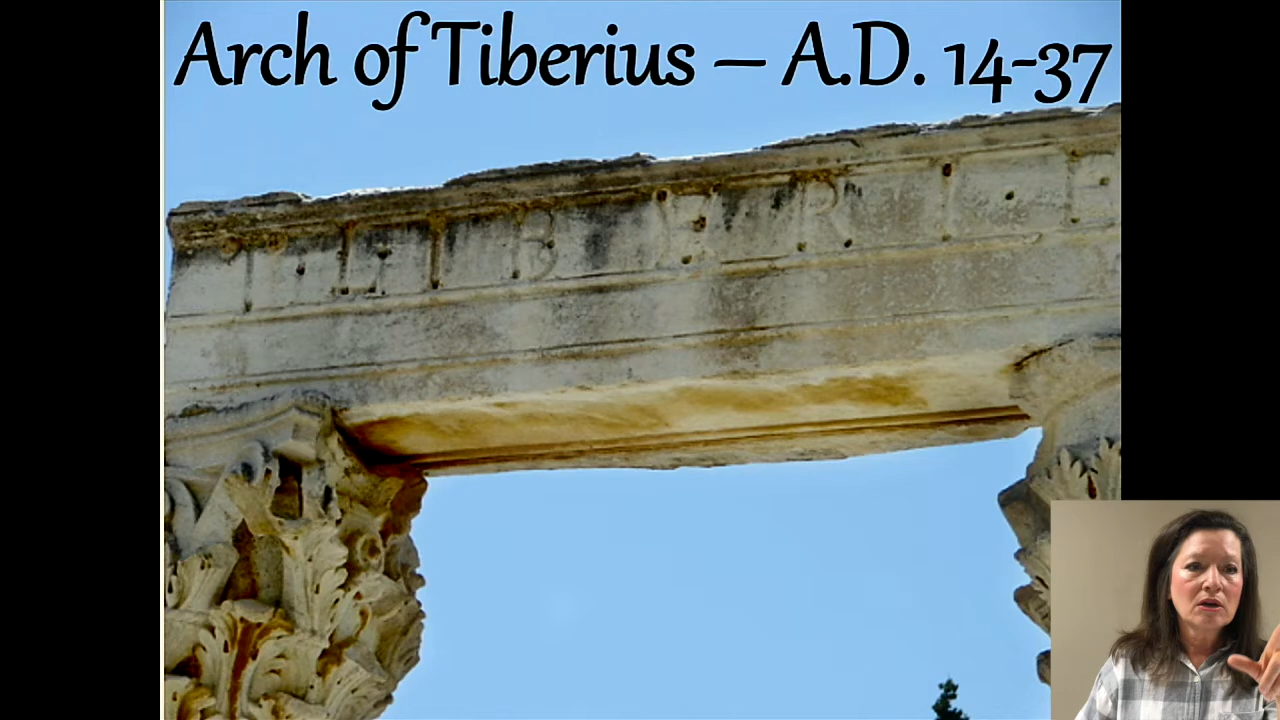 Arch of Tiberius – A.D. 14-37